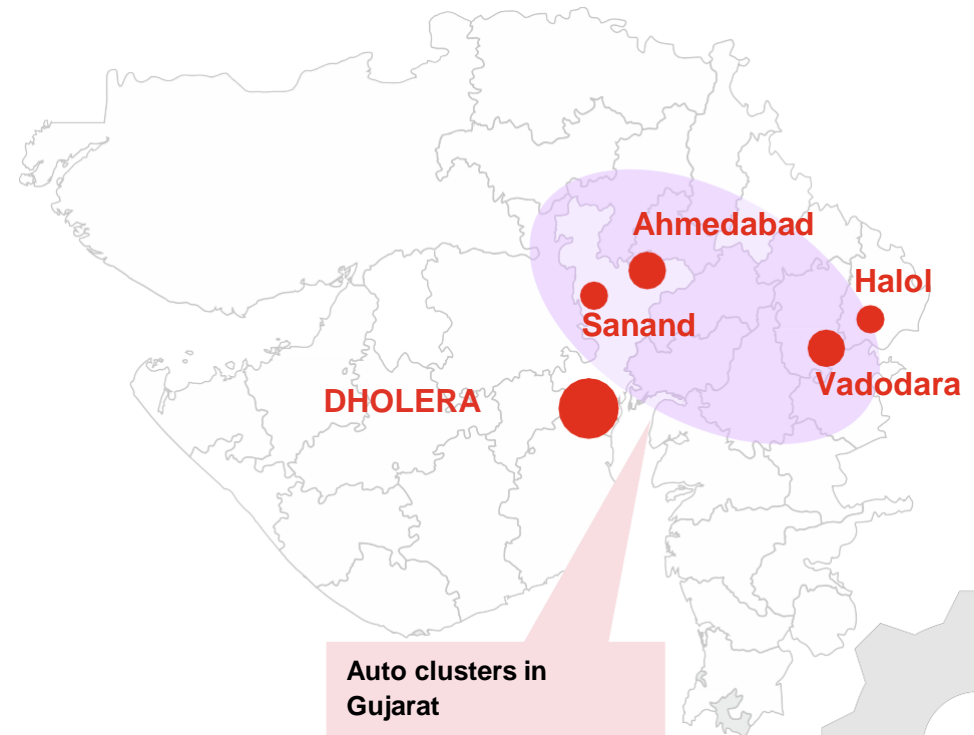 Ahmedabad
Halol
Sanand
Vadodara
DHOLERA
Auto clusters in
Gujarat